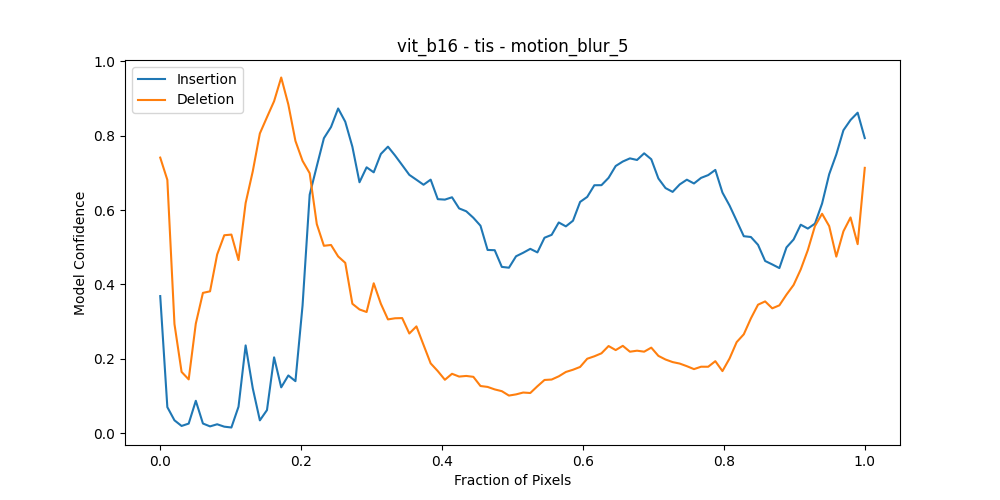 vit_b16 - tis - motion_blur_5
Insertion
Deletion
Model Confidence
1.0
0.8
0.6
0.4
0.2
0.0
0.0 0.2 0.4 0.6 0.8 1.0
Fraction of Pixels